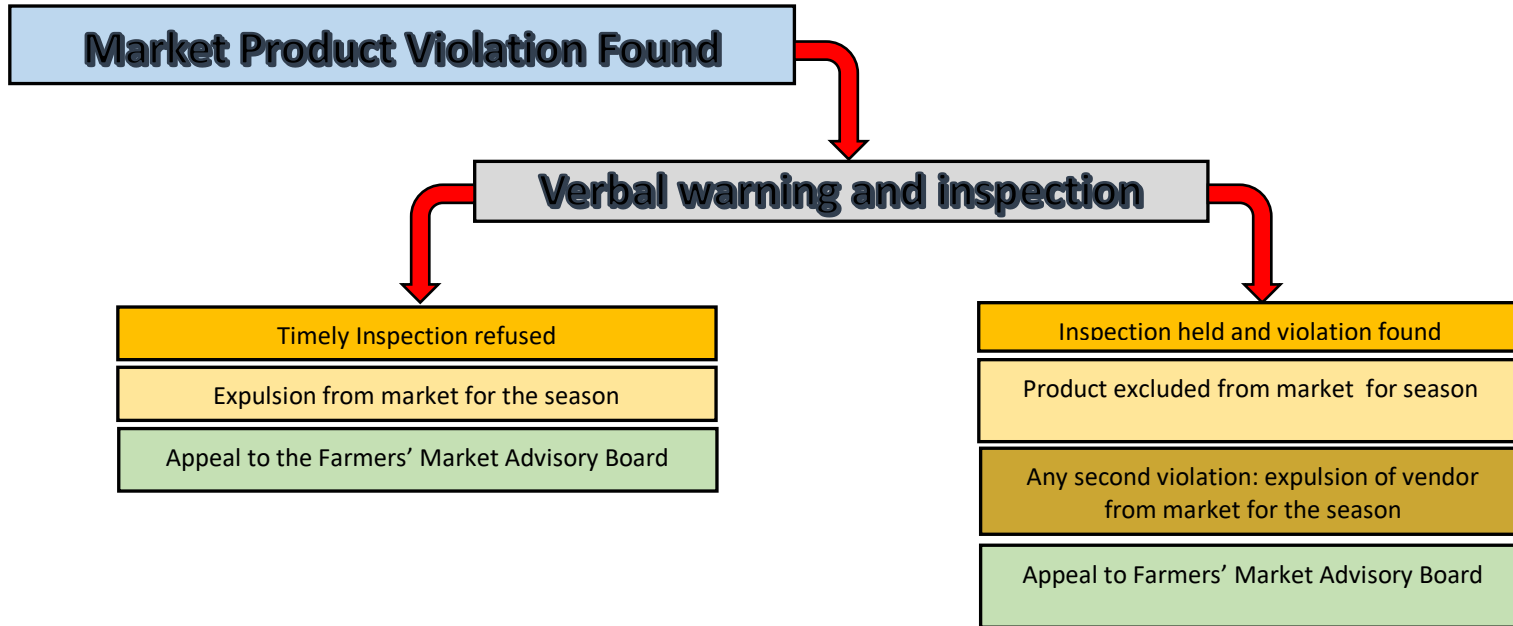 Market Product Violation Found
Verbal warning and inspection
Timely Inspection refused
Expulsion from market for the season
Appeal to the Farmers’ Market Advisory Board
Inspection held and violation found
Product excluded from market for season
Any second violation: expulsion of vendor
from market for the season
Appeal to Farmers’ Market Advisory Board